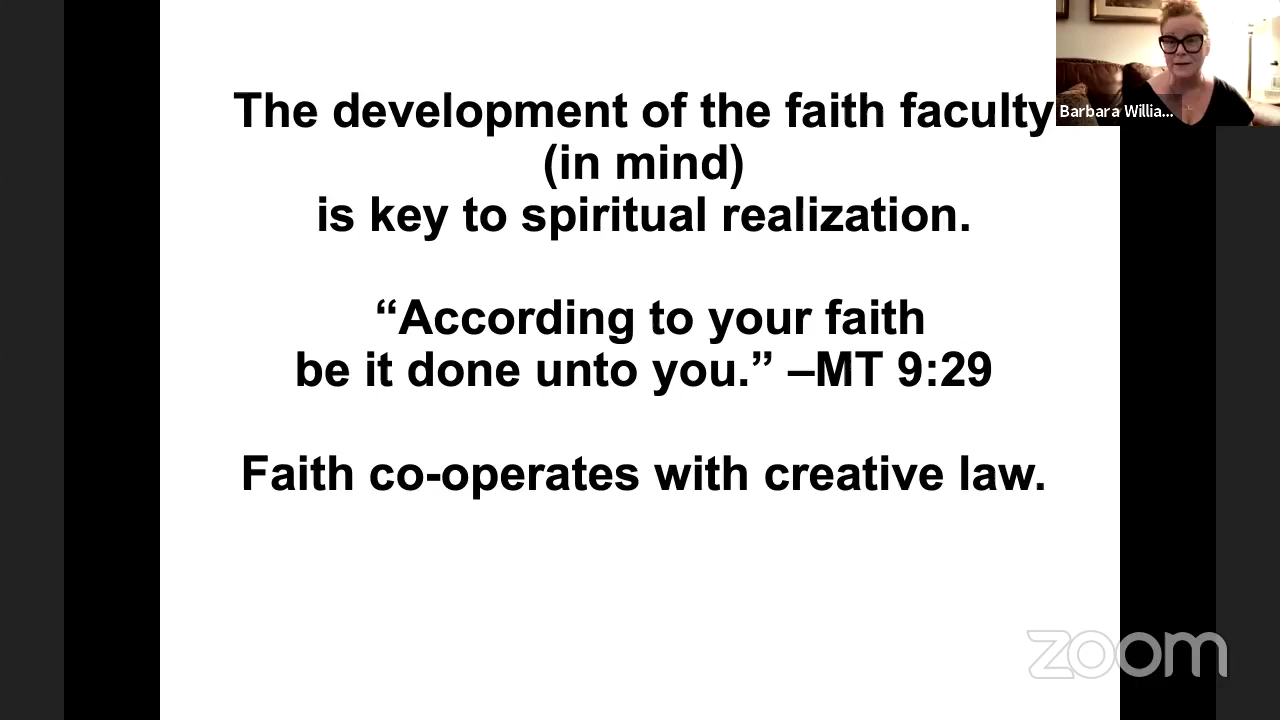 The development of the faith faculty
(in mind)
is key to spiritual realization.
“According to your faith
be it done unto you.” –MT 9:29
Faith co-operates with creative law.
Barbara Willia...
zoom